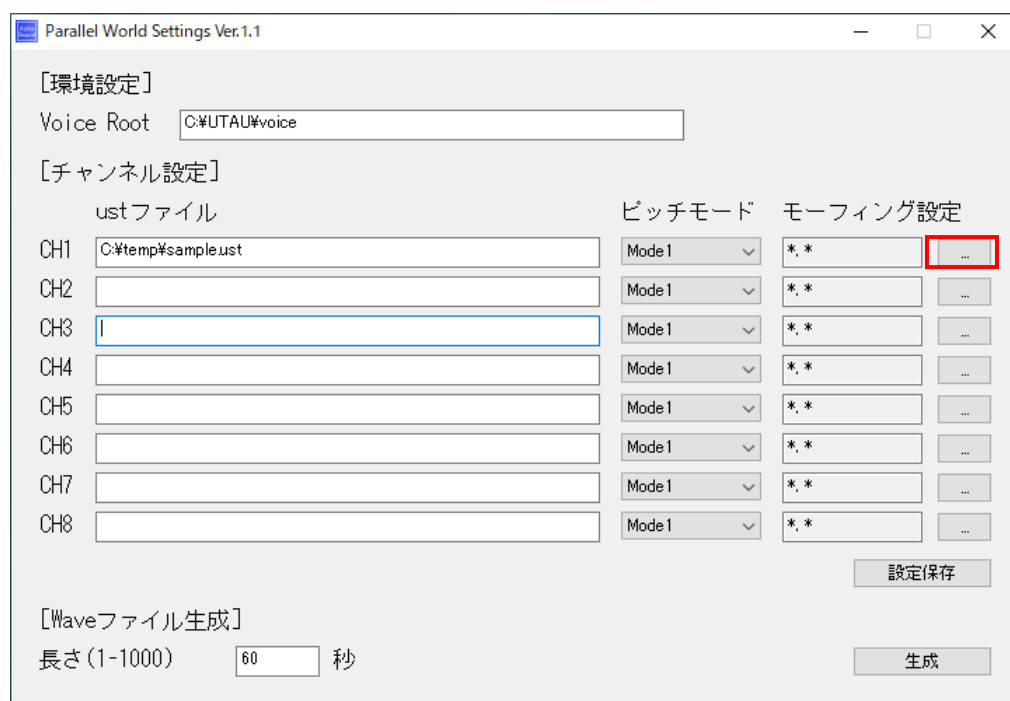 Parallel World Settings Ver.1.1
[環境設定]
Voice Root C:¥UTAU¥voice
[チャンネル設定]
ustファイル ピッチモード モーフィング設定
CH1 C:¥temp¥sample.ust Mode1 *, * ...
CH2 Mode1 *, * ...
CH3 Mode1 *, * ...
CH4 Mode1 *, * ...
CH5 Mode1 *, * ...
CH6 Mode1 *, * ...
CH7 Mode1 *, * ...
CH8 Mode1 *, * ...
設定保存
[Waveファイル生成]
長さ(1-1000) 60 秒 生成